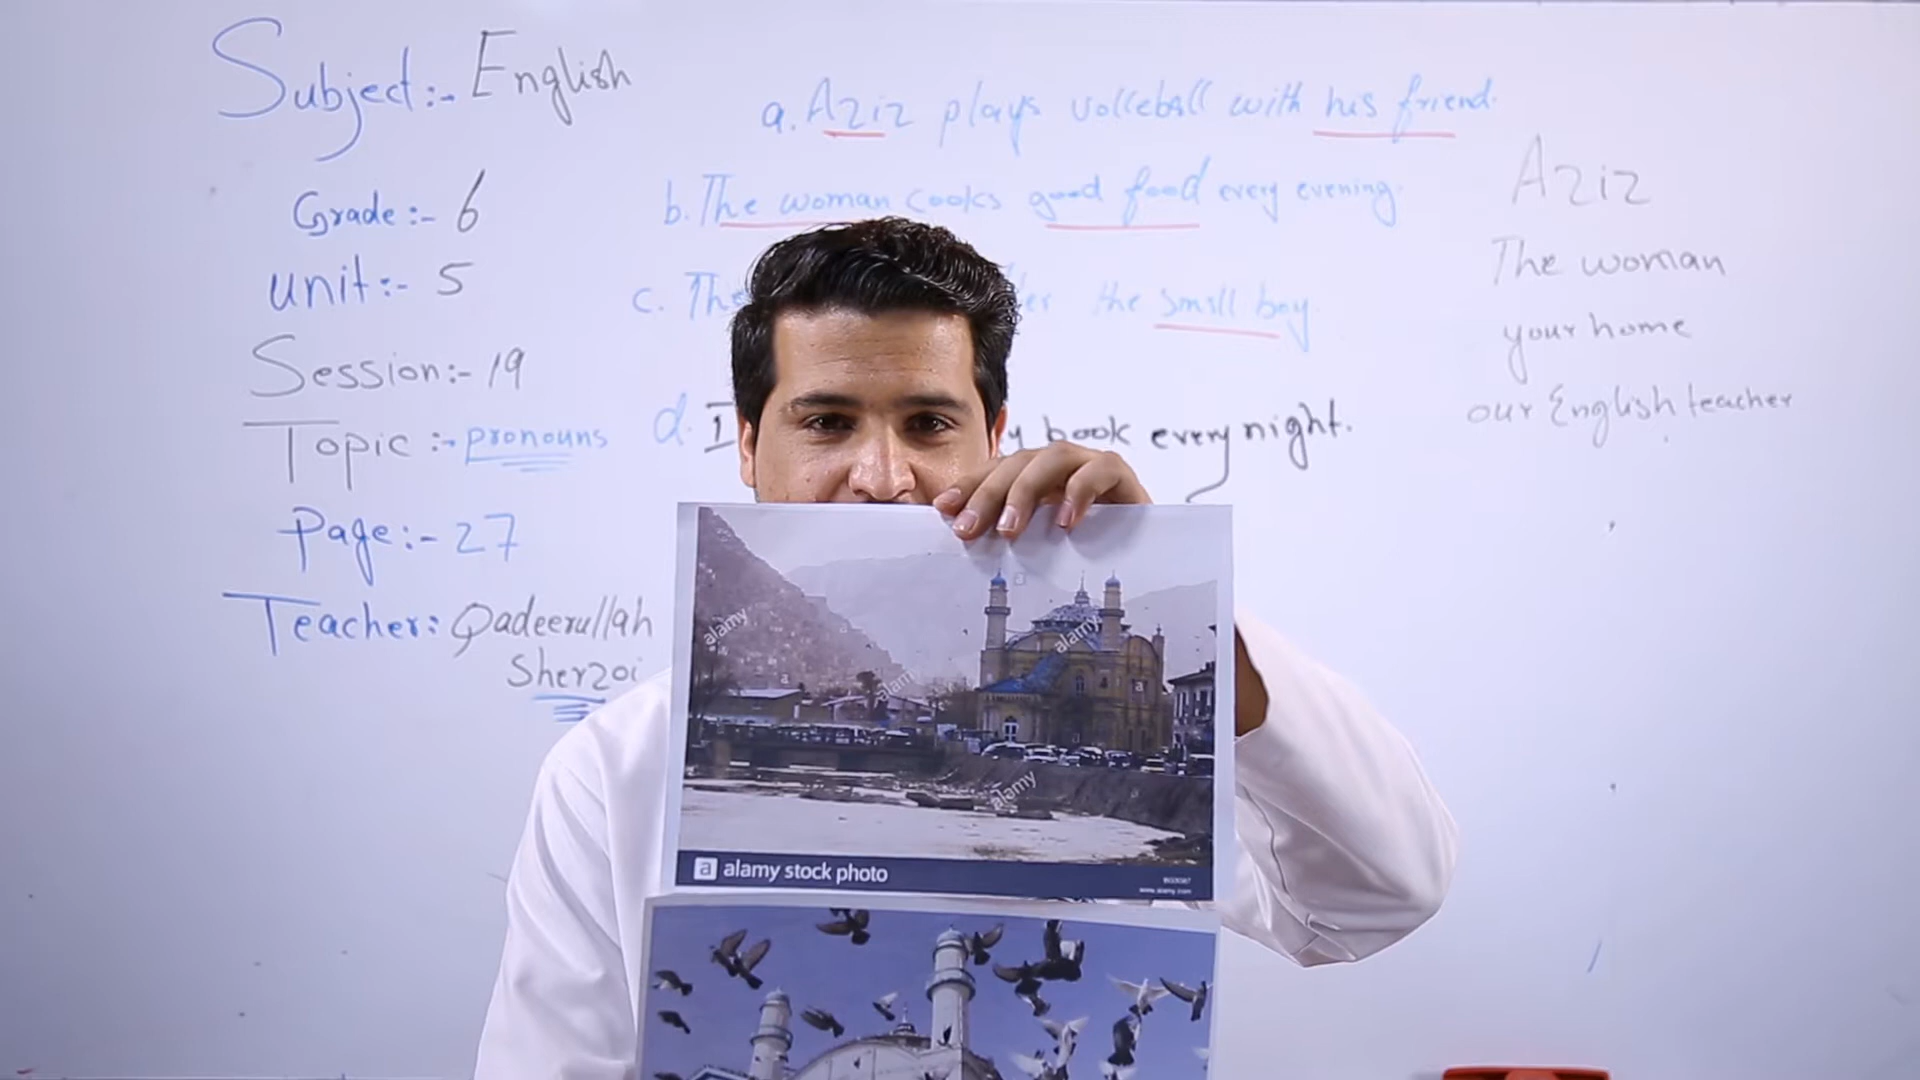 Subject:- English
Grade:- 6
unit:- 5
Session:- 19
Topic:- pronouns
Page:- 27
Teacher: Qadeerullah
Sherzoi
a. Aziz plays volleball with his friend.
b. The woman cooks good food every evening.
c. The the small boy.
d. I book every night.
Aziz
The woman
your home
our English teacher
alamy
alamy
alamy
alamy
a alamy stock photo
www.alamy.com